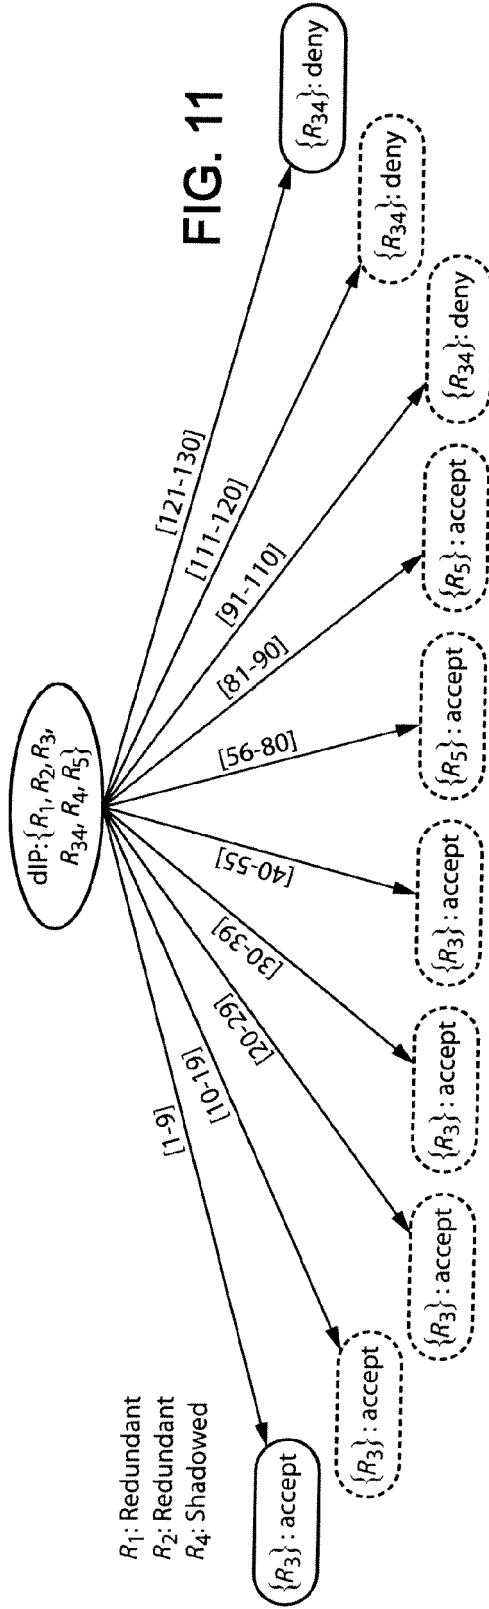 FIG. 11
dIP:{R1, R2, R3,
R34, R4, R5}
R1: Redundant
R2: Redundant
R4: Shadowed
[1-9]
[10-19]
[20-29]
[30-39]
[40-55]
[56-80]
[81-90]
[91-110]
[111-120]
[121-130]
{R3}: accept
{R3}: accept
{R3}: accept
{R3}: accept
{R3}: accept
{R5}: accept
{R5}: accept
{R34}: deny
{R34}: deny
{R34}: deny